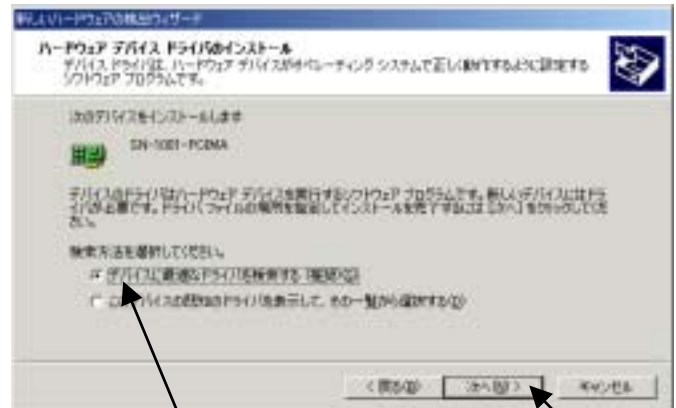 新しいハードウェアの検出ウィザード
ハードウェア デバイス ドライバのインストール
デバイス ドライバは、ハードウェア デバイスがオペレーティング システムで正しく動作するように設定する
ソフトウェア プログラムです。
次のデバイスをインストールします
SN-1001-PCIMA
デバイスのドライバはハードウェア デバイスを実行するソフトウェア プログラムです。新しいデバイスにはドラ
イバが必要です。ドライバ ファイルの場所を指定してインストールを完了するには [次へ] をクリックしてくださ
い。
検索方法を選択してください。
デバイスに最適なドライバを検索する (推奨)(S)
このデバイスの既知のドライバを表示して、その一覧から選択する(D)
< 戻る(B)
次へ(N) >
キャンセル